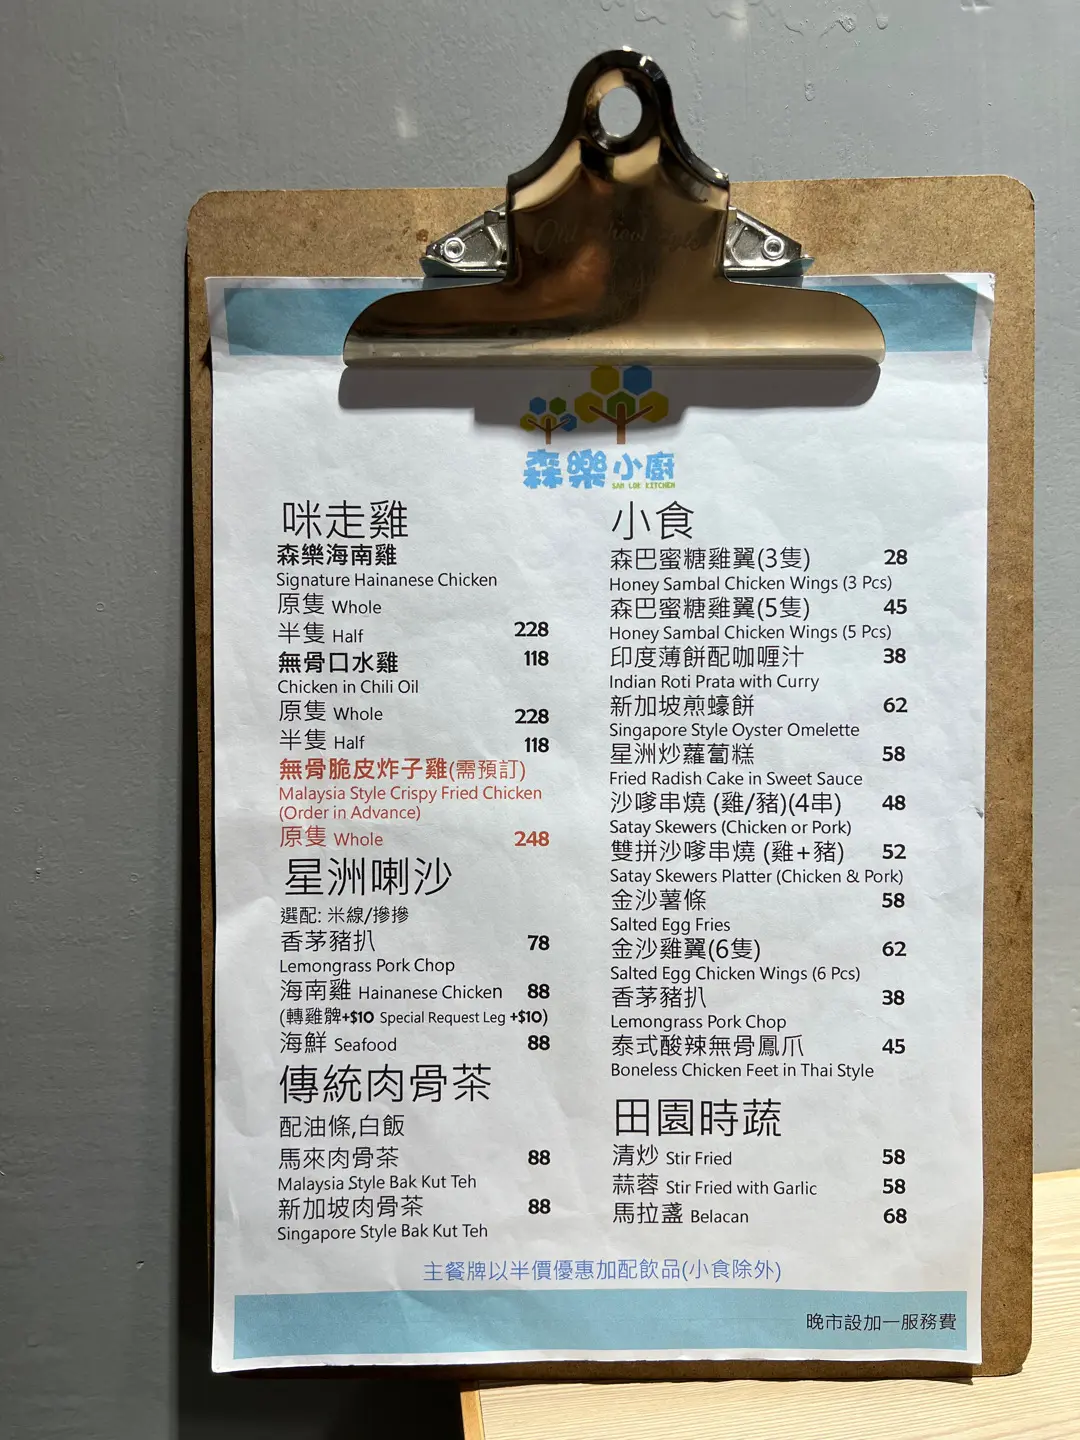 森樂小廚
SAM LOK KITCHEN
咪走雞
森樂海南雞
Signature Hainanese Chicken
原隻 Whole
半隻 Half 228
無骨口水雞 118
Chicken in Chili Oil
原隻 Whole 228
半隻 Half 118
無骨脆皮炸子雞(需預訂)
Malaysia Style Crispy Fried Chicken
(Order in Advance)
原隻 Whole 248
星洲喇沙
選配: 米線/摻摻
香茅豬扒 78
Lemongrass Pork Chop
海南雞 Hainanese Chicken 88
(轉雞髀+$10 Special Request Leg +$10)
海鮮 Seafood 88
傳統肉骨茶
配油條,白飯
馬來肉骨茶 88
Malaysia Style Bak Kut Teh
新加坡肉骨茶 88
Singapore Style Bak Kut Teh
小食
森巴蜜糖雞翼(3隻) 28
Honey Sambal Chicken Wings (3 Pcs)
森巴蜜糖雞翼(5隻) 45
Honey Sambal Chicken Wings (5 Pcs)
印度薄餅配咖喱汁 38
Indian Roti Prata with Curry
新加坡煎蠔餅 62
Singapore Style Oyster Omelette
星洲炒蘿蔔糕 58
Fried Radish Cake in Sweet Sauce
沙嗲串燒 (雞/豬)(4串) 48
Satay Skewers (Chicken or Pork)
雙拼沙嗲串燒 (雞+豬) 52
Satay Skewers Platter (Chicken & Pork)
金沙薯條 58
Salted Egg Fries
金沙雞翼(6隻) 62
Salted Egg Chicken Wings (6 Pcs)
香茅豬扒 38
Lemongrass Pork Chop
泰式酸辣無骨鳳爪 45
Boneless Chicken Feet in Thai Style
田園時蔬
清炒 Stir Fried 58
蒜蓉 Stir Fried with Garlic 58
馬拉盞 Belacan 68
主餐牌以半價優惠加配飲品(小食除外)
晚市設加一服務費